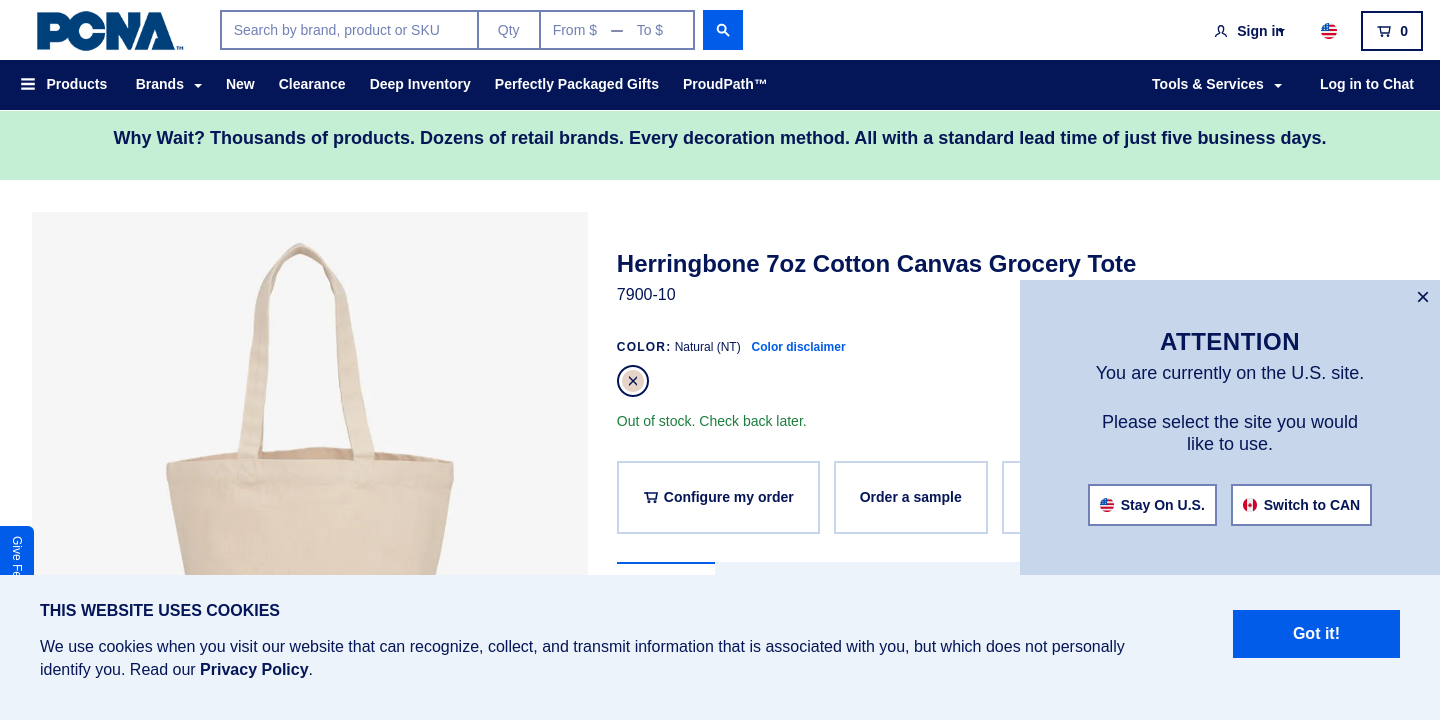 PCNA™
Search by brand, product or SKU
Qty
From $ — To $
Sign in
0
Products
Brands
New
Clearance
Deep Inventory
Perfectly Packaged Gifts
ProudPath™
Tools & Services
Log in to Chat
Why Wait? Thousands of products. Dozens of retail brands. Every decoration method. All with a standard lead time of just five business days.
Herringbone 7oz Cotton Canvas Grocery Tote
7900-10
COLOR: Natural (NT) Color disclaimer
Out of stock. Check back later.
Configure my order
Order a sample
ATTENTION
You are currently on the U.S. site.
Please select the site you would
like to use.
Stay On U.S.
Switch to CAN
Give
THIS WEBSITE USES COOKIES
We use cookies when you visit our website that can recognize, collect, and transmit information that is associated with you, but which does not personally
identify you. Read our Privacy Policy.
Got it!